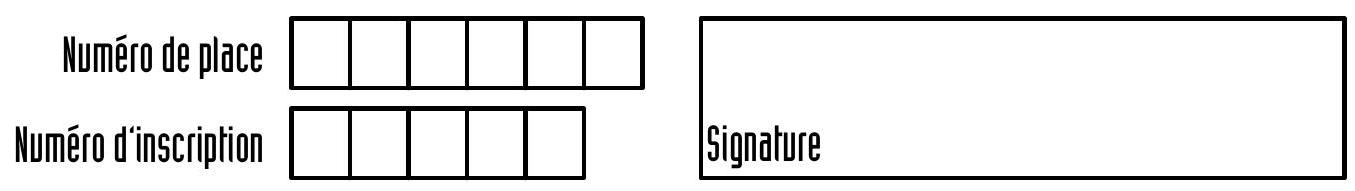 Numéro de place
Numéro d'inscription
Signature